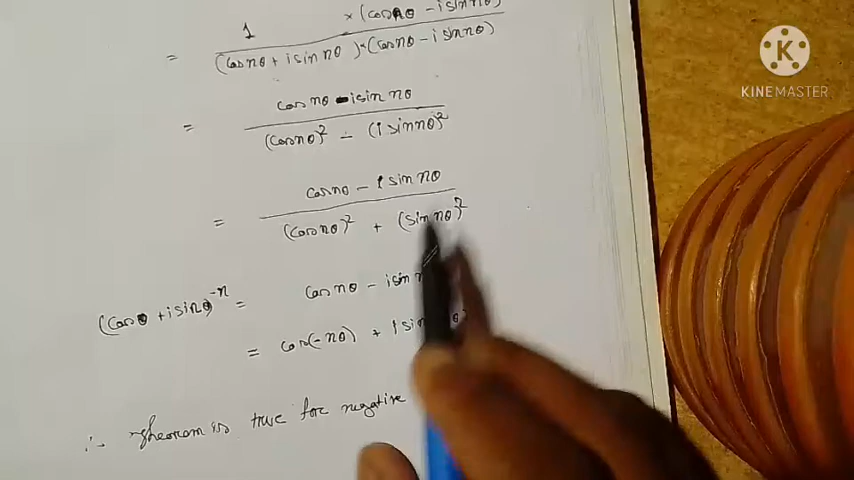 1 ×(cos nθ - i sin nθ)
= (cos nθ + i sin nθ)×(cos nθ - i sin nθ)
cos nθ - i sin nθ
= (cos nθ)² - (i sin nθ)²
cos nθ - i sin nθ
= (cos nθ)² + (sin nθ)²
(cos θ + i sin θ)⁻ⁿ = cos nθ - i sin
= cos(-nθ) + i sin θ
∴ Theorem is true for negative
KINEMASTER